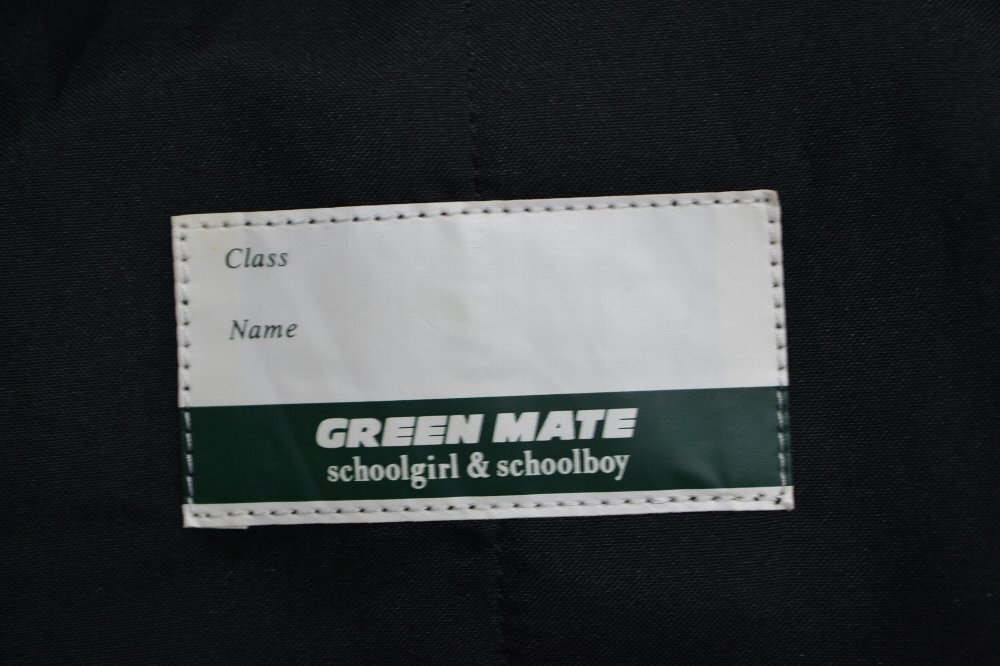 Class
Name
GREEN MATE
schoolgirl & schoolboy